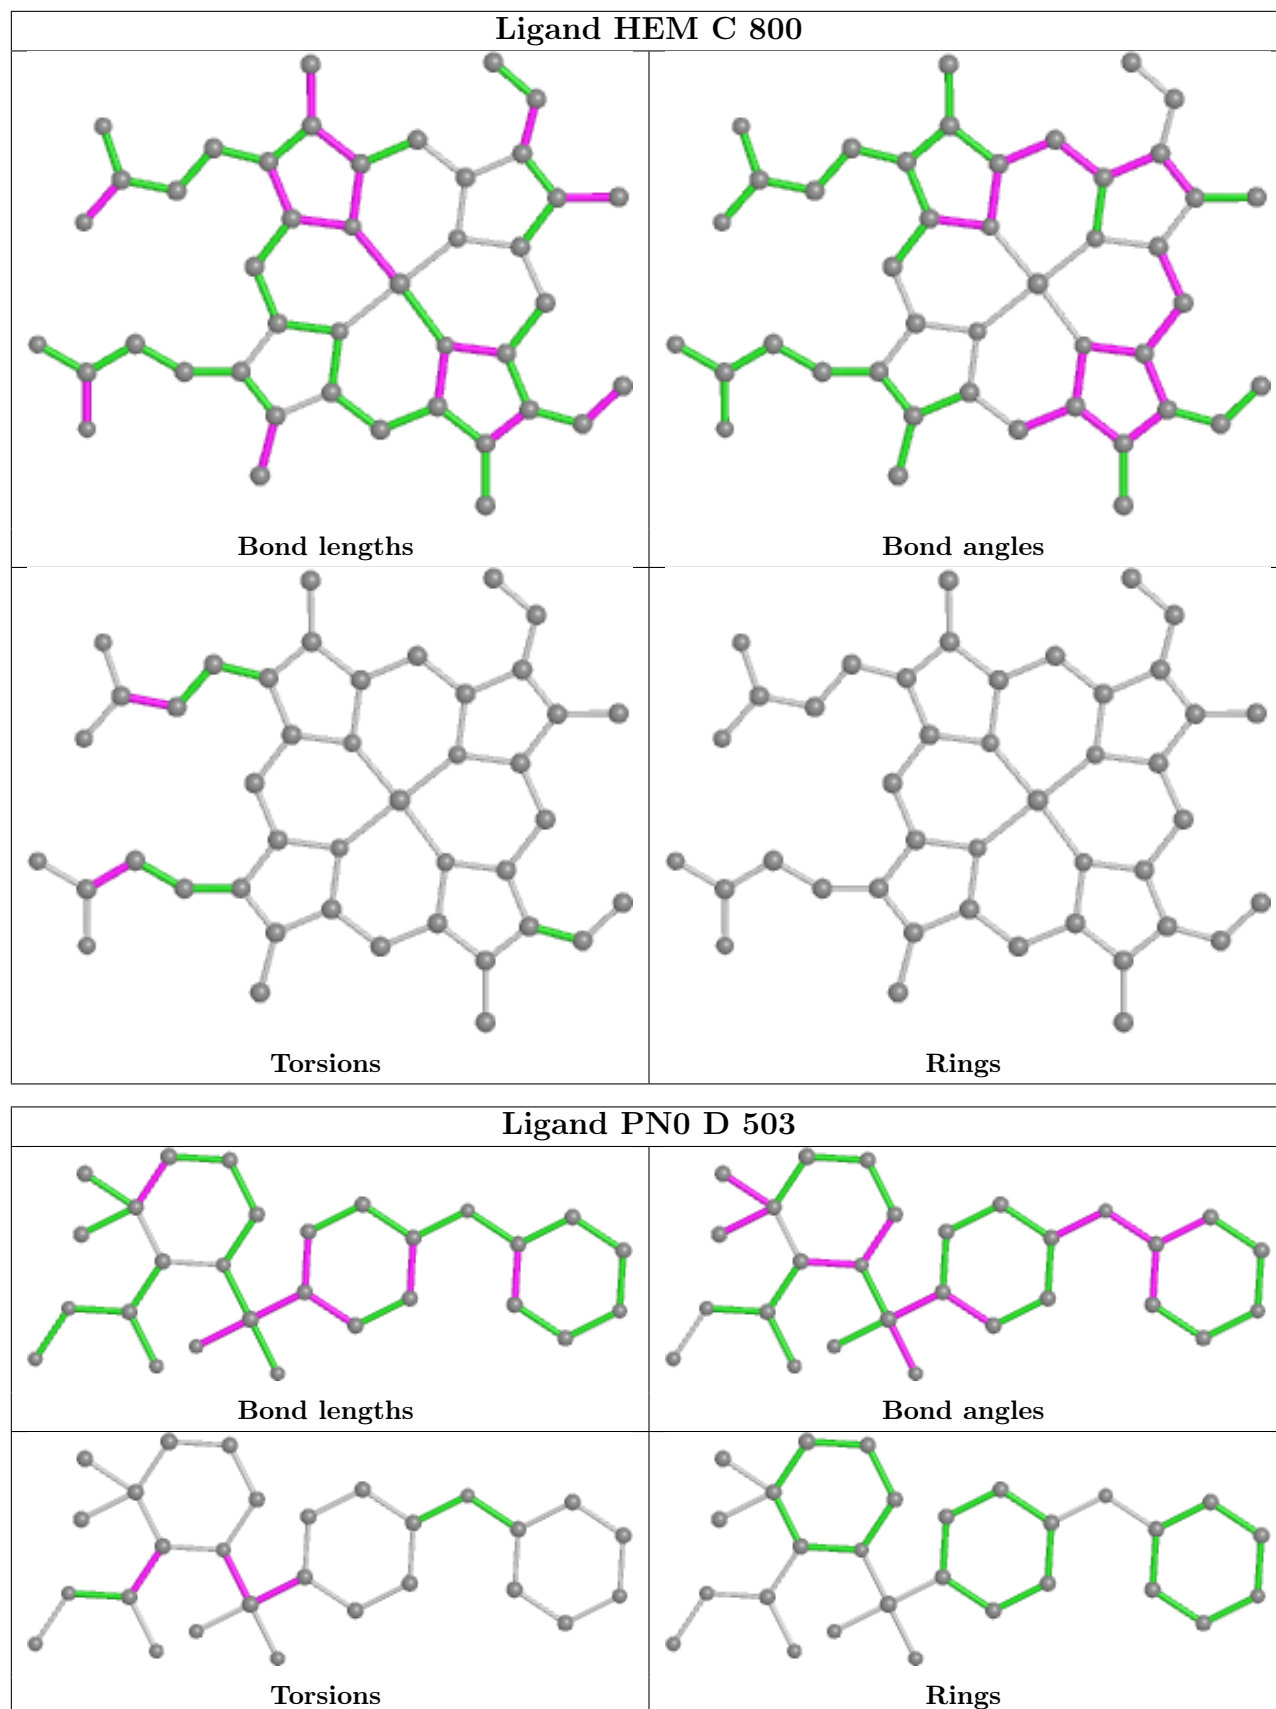 Ligand HEM C 800
Bond lengths
Bond angles
Torsions
Rings
Ligand PN0 D 503
Bond lengths
Bond angles
Torsions
Rings